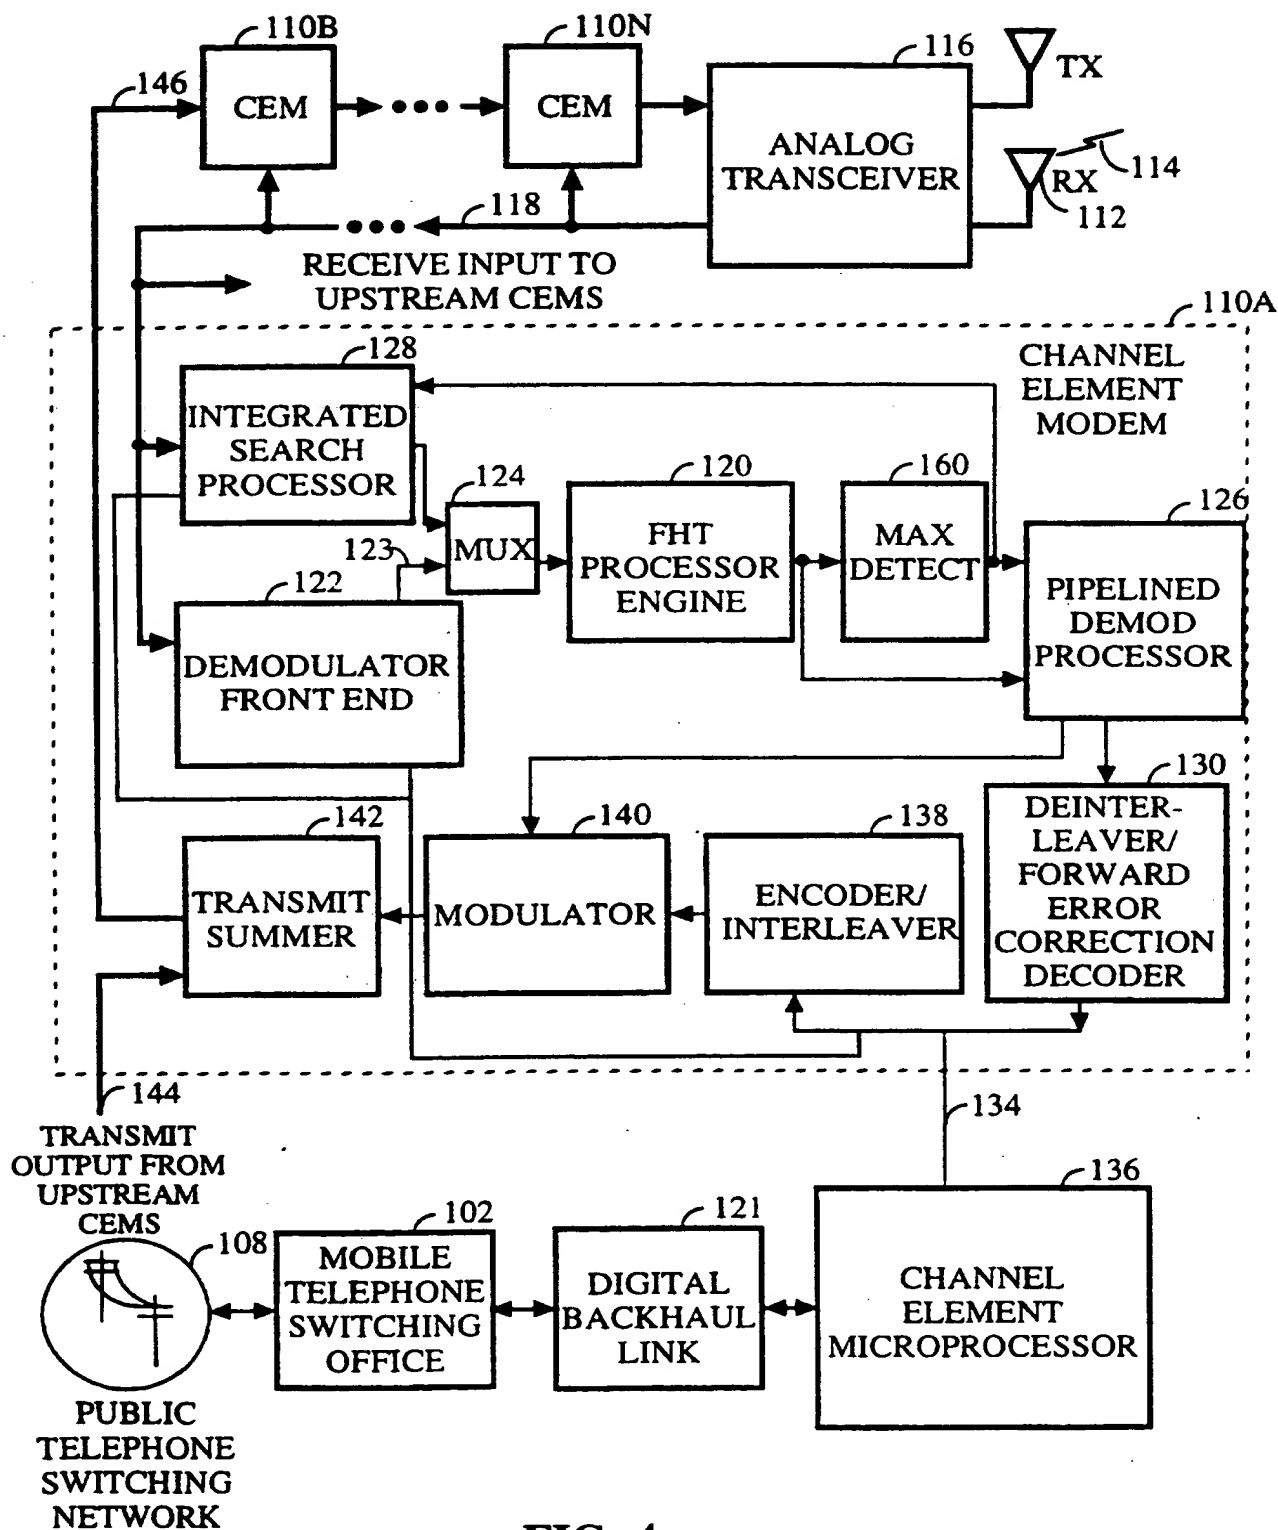 110B
110N
116
TX
146
CEM
CEM
ANALOG
TRANSCEIVER
RX
114
112
118
RECEIVE INPUT TO
UPSTREAM CEMS
110A
CHANNEL
ELEMENT
MODEM
128
INTEGRATED
SEARCH
PROCESSOR
124
MUX
123
120
FHT
PROCESSOR
ENGINE
160
MAX
DETECT
126
PIPELINED
DEMOD
PROCESSOR
122
DEMODULATOR
FRONT END
130
DEINTER-
LEAVER/
FORWARD
ERROR
CORRECTION
DECODER
142
TRANSMIT
SUMMER
140
MODULATOR
138
ENCODER/
INTERLEAVER
144
TRANSMIT
OUTPUT FROM
UPSTREAM
CEMS
134
108
102
MOBILE
TELEPHONE
SWITCHING
OFFICE
121
DIGITAL
BACKHAUL
LINK
136
CHANNEL
ELEMENT
MICROPROCESSOR
PUBLIC
TELEPHONE
SWITCHING
NETWORK